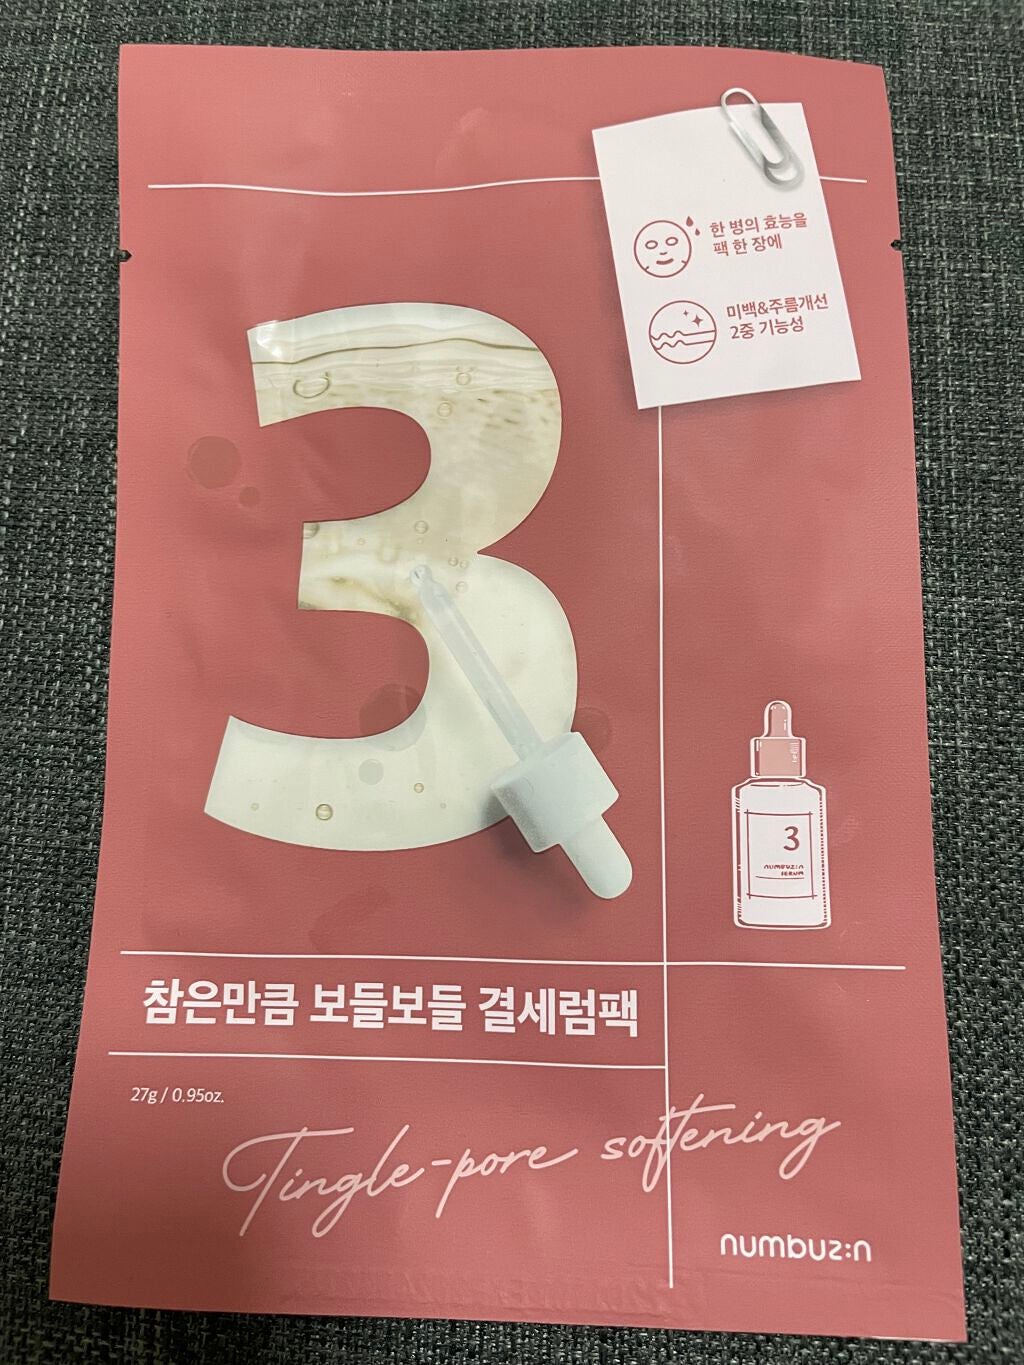 한 병의 효능을
팩 한 장에
미백&주름개선
2중 기능성
3
3
numbuz:n
SERUM
참은만큼 보들보들 결세럼팩
27g / 0.95oz.
Tingle-pore softening
numbuz:n